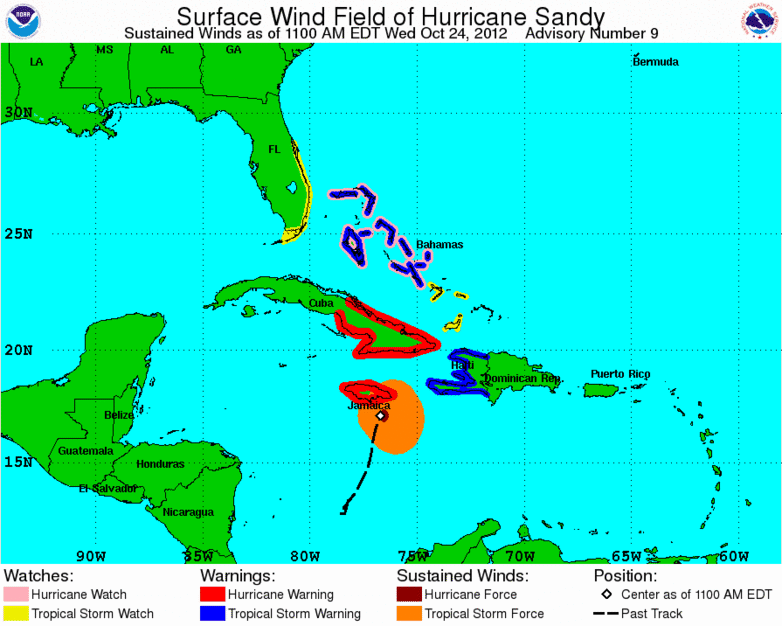 Surface Wind Field of Hurricane Sandy
Sustained Winds as of 1100 AM EDT Wed Oct 24, 2012 Advisory Number 9
NOAA
LA
MS
AL
GA
Bermuda
30N
FL
25N
Bahamas
Cuba
20N
Haiti
Dominican Rep
Puerto Rico
Jamaica
Belize
Guatemala
15N
Honduras
El Salvador
Nicaragua
90W 85W 80W 75W 70W 65W 60W
Watches: Warnings: Sustained Winds: Position:
Hurricane Watch Hurricane Warning Hurricane Force Center as of 1100 AM EDT
Tropical Storm Watch Tropical Storm Warning Tropical Storm Force Past Track